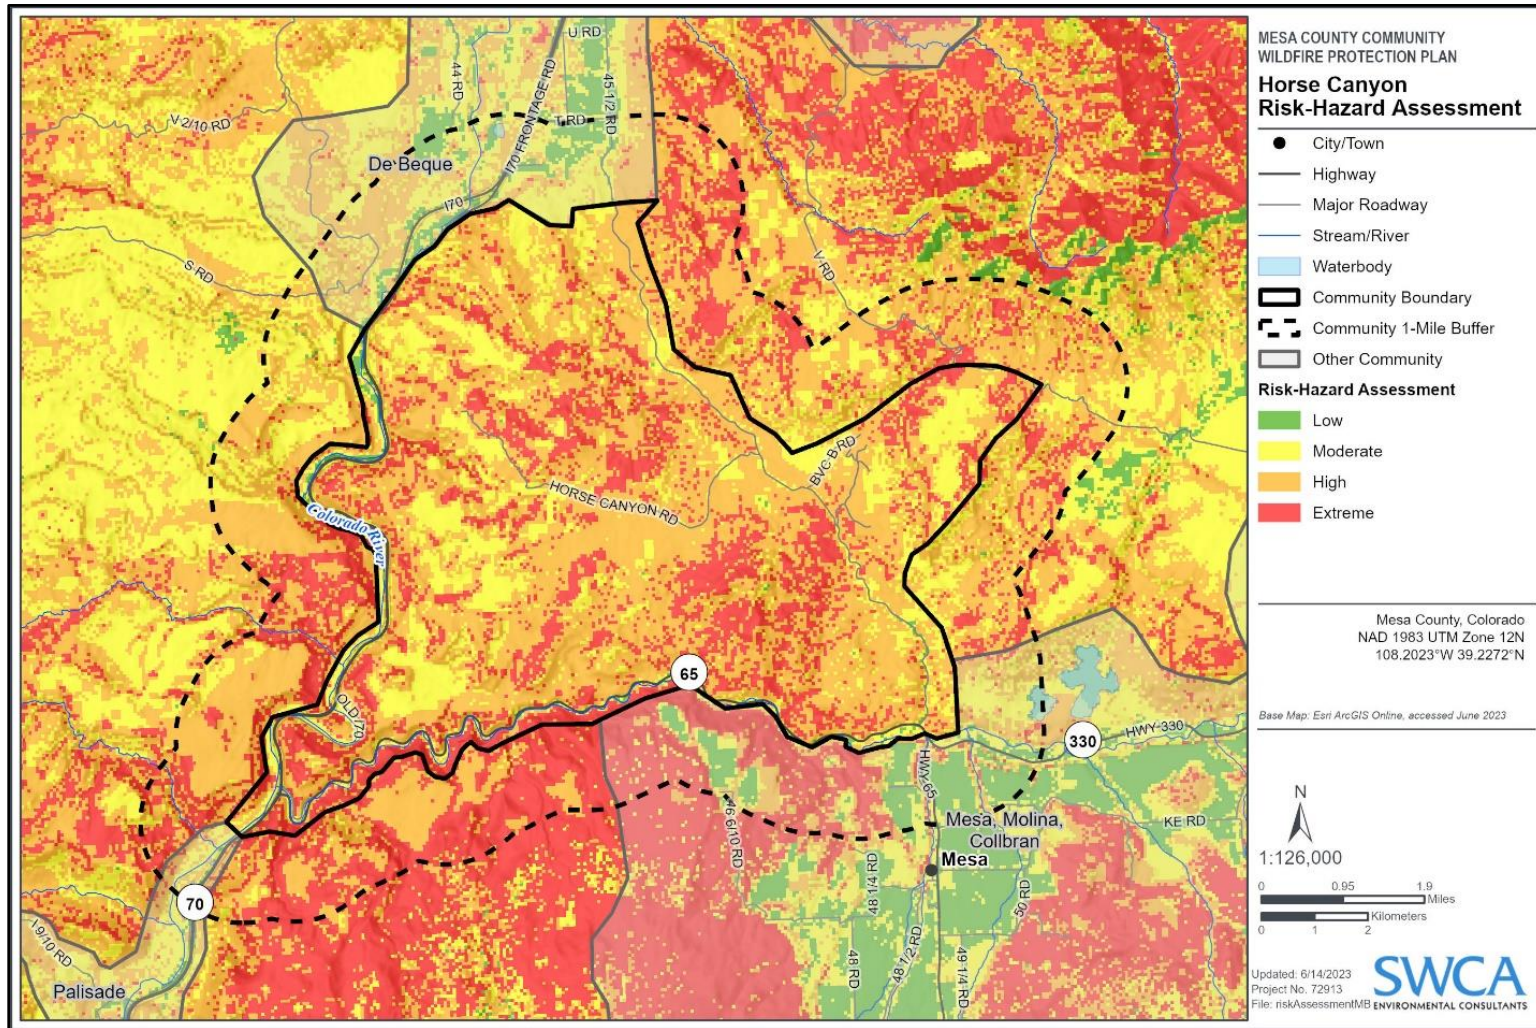 U RD
44 RD
I70 FRONTAGE RD
45 1/2 RD
T RD
V 2/10 RD
De Beque
I70
S RD
V RD
BVC-B RD
HORSE CANYON RD
Colorado River
65
OLD I70
330
HWY 330
HWY 65
46 6/10 RD
Mesa, Molina,
Collbran
KE RD
Mesa
48 1/4 RD
50 RD
70
I 9/10 RD
48 RD
48 1/2 RD
49 1/4 RD
Palisade
MESA COUNTY COMMUNITY
WILDFIRE PROTECTION PLAN
Horse Canyon
Risk-Hazard Assessment
City/Town
Highway
Major Roadway
Stream/River
Waterbody
Community Boundary
Community 1-Mile Buffer
Other Community
Risk-Hazard Assessment
Low
Moderate
High
Extreme
Mesa County, Colorado
NAD 1983 UTM Zone 12N
108.2023°W 39.2272°N
Base Map: Esri ArcGIS Online, accessed June 2023
N
1:126,000
0 0.95 1.9
Miles
Kilometers
0 1 2
Updated: 6/14/2023
Project No. 72913
File: riskAssessmentMB
SWCA
ENVIRONMENTAL CONSULTANTS